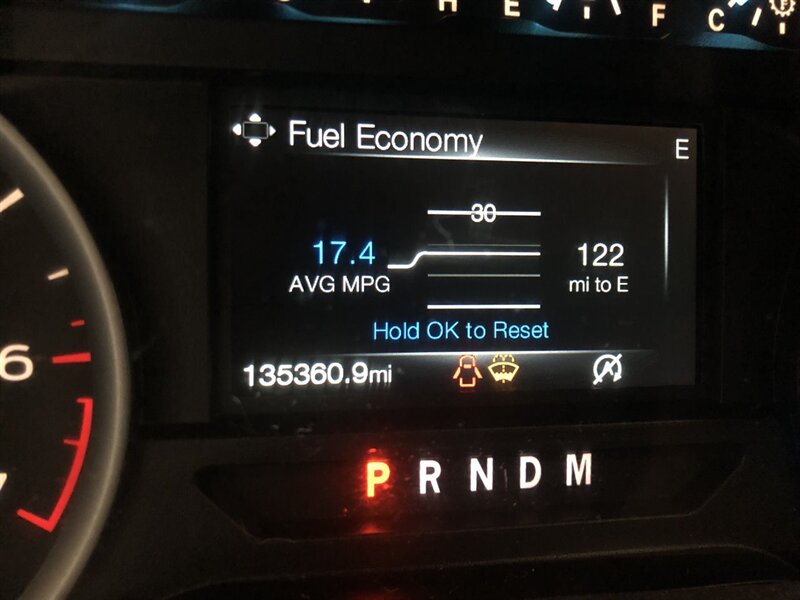 H E F C
Fuel Economy
E
30
17.4
122
AVG MPG
mi to E
Hold OK to Reset
135360.9mi
6
P R N D M